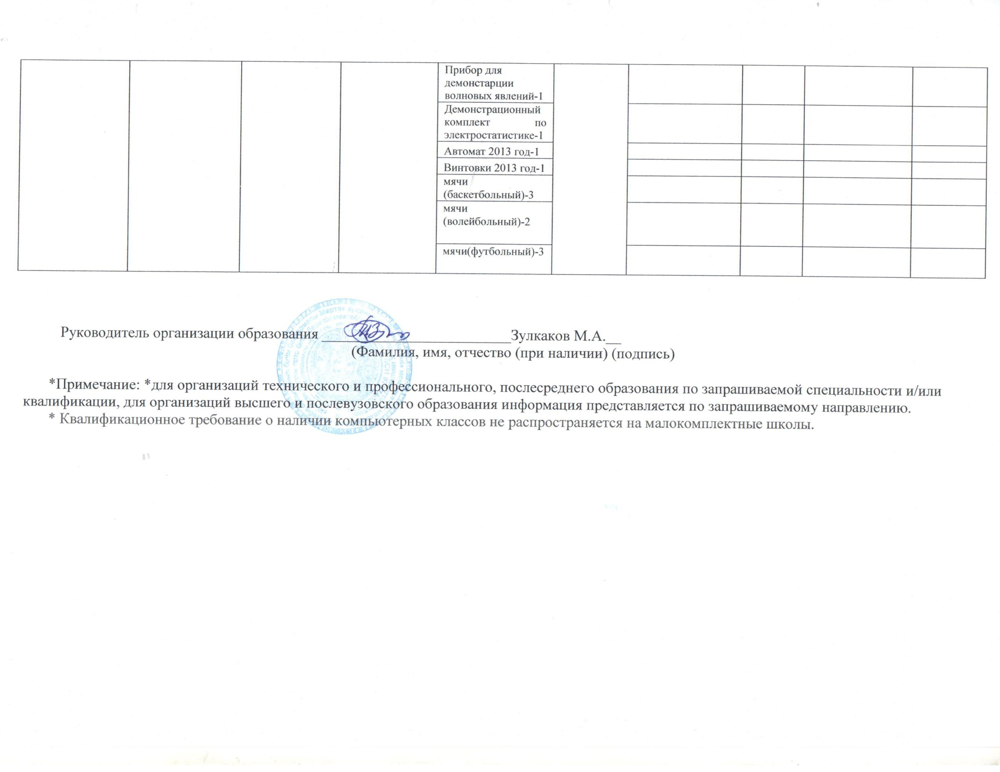 Прибор для
демонстарции
волновых явлений-1
Демонстрационный
комплект по
электростатистике-1
Автомат 2013 год-1
Винтовки 2013 год-1
мячи
(баскетбольный)-3
мячи
(волейбольный)-2
мячи(футбольный)-3
Руководитель организации образования _________________________Зулкаков М.А.__
(Фамилия, имя, отчество (при наличии) (подпись)
*Примечание: *для организаций технического и профессионального, послесреднего образования по запрашиваемой специальности и/или
квалификации, для организаций высшего и послевузовского образования информация представляется по запрашиваемому направлению.
* Квалификационное требование о наличии компьютерных классов не распространяется на малокомплектные школы.